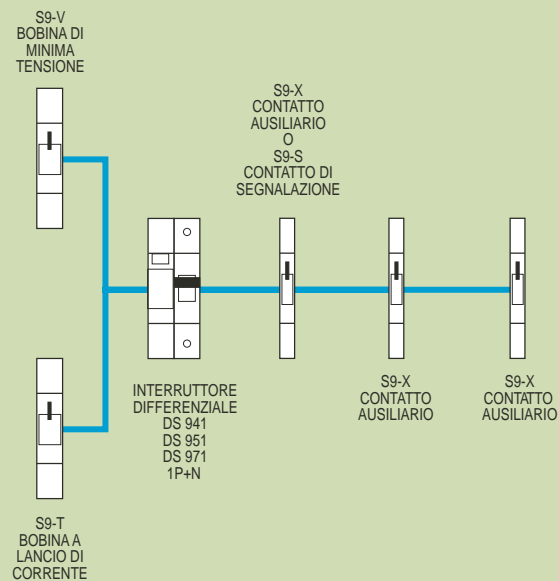 S9-V
BOBINA DI
MINIMA
TENSIONE
S9-X
CONTATTO
AUSILIARIO
O
S9-S
CONTATTO DI
SEGNALAZIONE
INTERRUTTORE
DIFFERENZIALE
DS 941
DS 951
DS 971
1P+N
S9-X
CONTATTO
AUSILIARIO
S9-X
CONTATTO
AUSILIARIO
S9-T
BOBINA A
LANCIO DI
CORRENTE